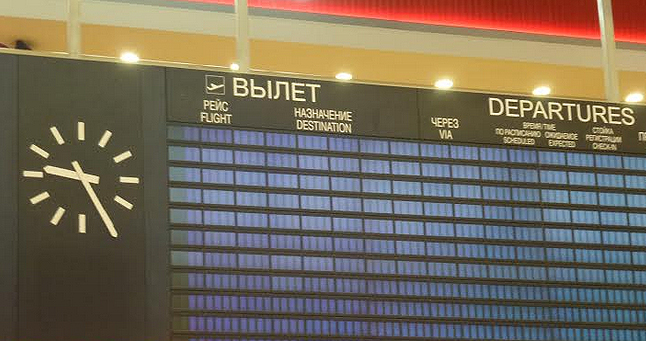 ВЫЛЕТ
DEPARTURES
РЕЙС
FLIGHT
НАЗНАЧЕНИЕ
DESTINATION
ЧЕРЕЗ
VIA
ВРЕМЯ/TIME
ПО РАСПИСАНИЮ ОЖИДАЕМОЕ
SCHEDULED EXPECTED
СТОЙКА
РЕГИСТРАЦИИ
CHECK-IN